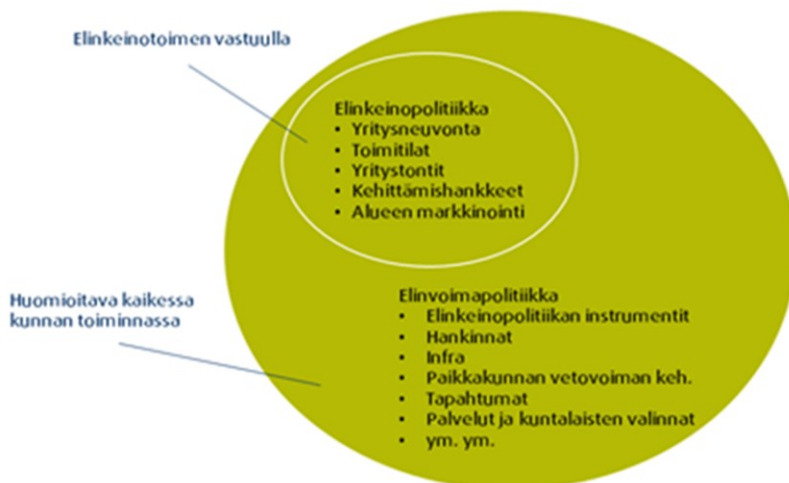 Elinkeinotoimen vastuulla
Elinkeinopolitiikka
• Yritysneuvonta
• Toimitilat
• Yritystontit
• Kehittämishankkeet
• Alueen markkinointi
Huomioitava kaikessa
kunnan toiminnassa
Elinvoimapolitiikka
• Elinkeinopolitiikan instrumentit
• Hankinnat
• Infra
• Paikkakunnan vetovoiman keh.
• Tapahtumat
• Palvelut ja kuntalaisten valinnat
• ym. ym.